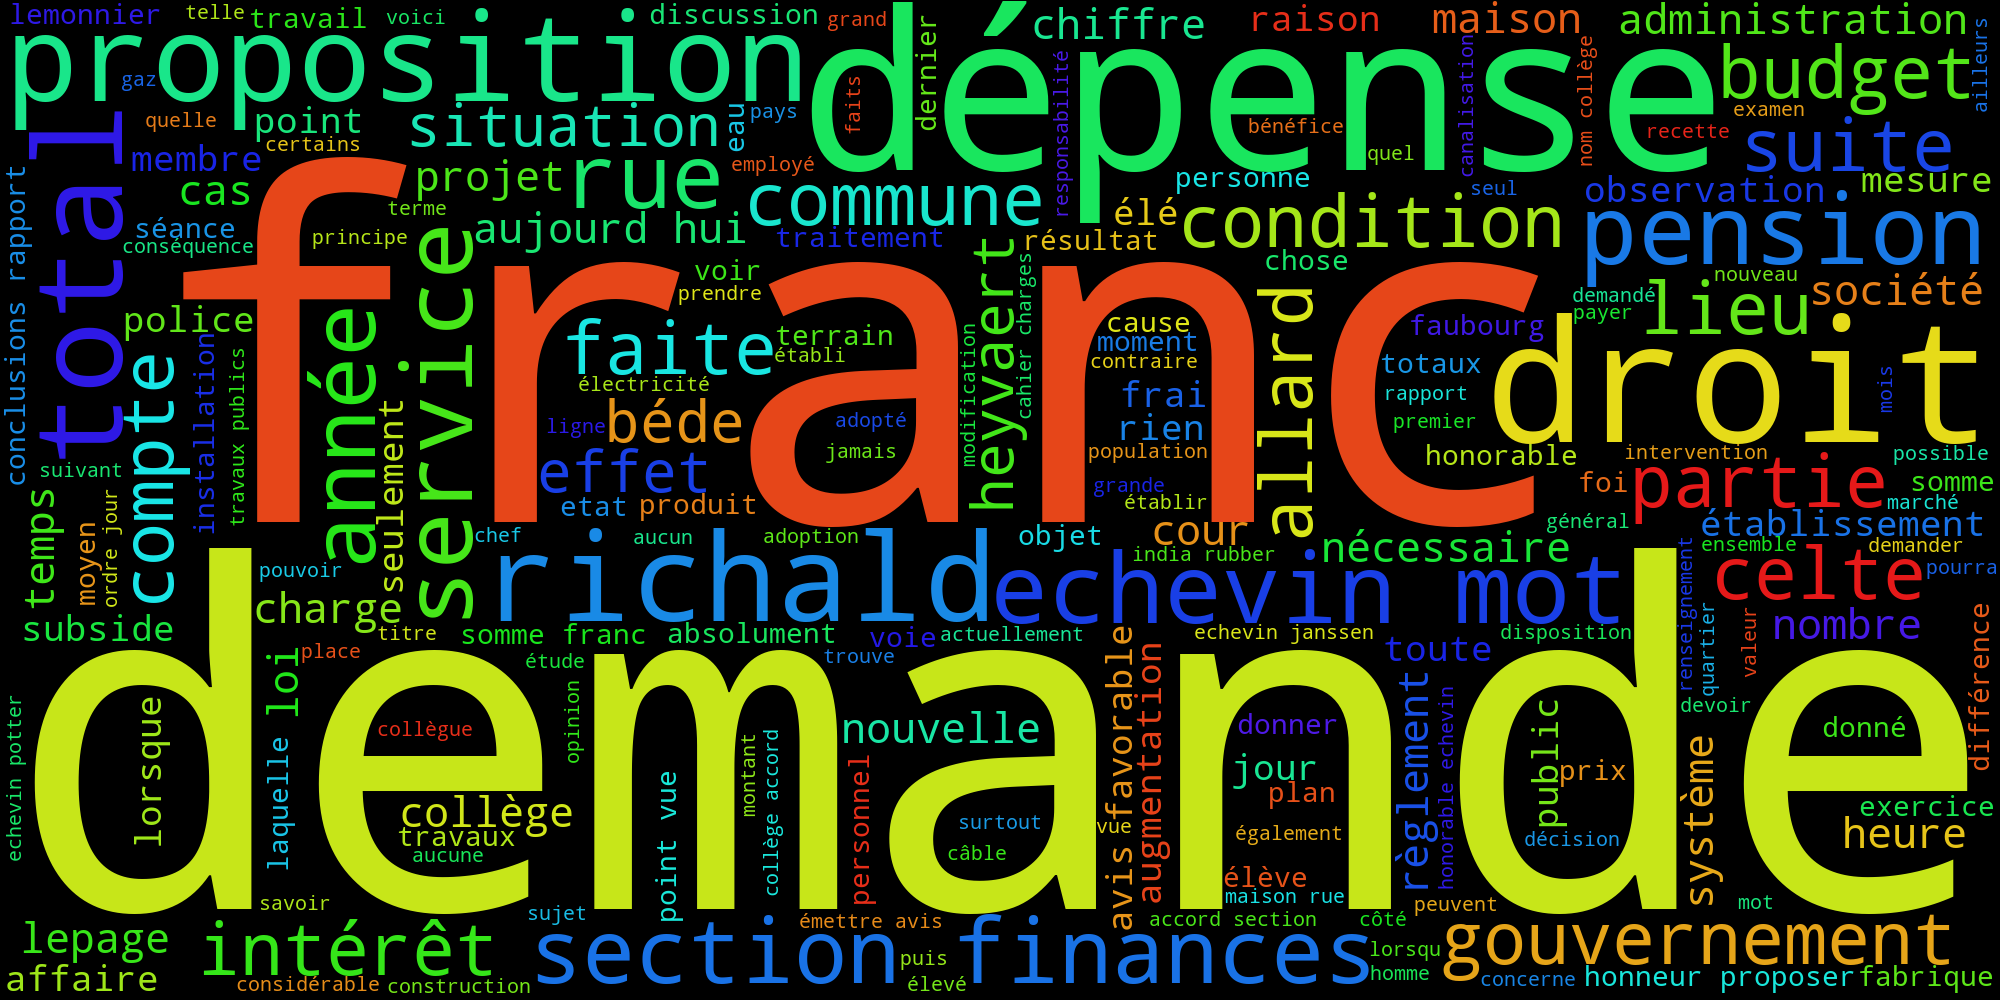 lemonnier
telle
travail
voici
discussion
grand
dernier
chiffre
raison
maison
administration
ailleurs
proposition
dépense
budget
gaz
quelle
point
certains
situation
eau
pays
faits
responsabilité
bénéfice
quel
canalisation
nom collège
recette
examen
suite
total
membre
cas
séance
conséquence
projet
rue
employé
commune
personne
élé
condition
seul
observation
mesure
pension
terme
principe
aujourd hui
traitement
résultat
chose
nouveau
société
conclusions rapport
police
franc
voir
prendre
heyvaert
cahier charges
demandé
payer
lieu
compte
installation
travaux publics
année
service
faite
terrain
établi
cause
moment
contraire
allard
faubourg
totaux
rapport
premier
droit
mois
électricité
béde
ligne
adopté
jamais
modification
frai
rien
population
grande
établir
honorable
intervention
possible
suivant
temps
moyen
ordre jour
seulement
effet
etat
produit
foi
partie
somme
marché
chef
aucun
adoption
objet
cour
india rubber
général
nécessaire
établissement
ensemble
demander
pouvoir
richald
echevin mot
celte
pourra
renseignement
subside
charge
titre
somme franc
absolument
voie
actuellement
echevin janssen
disposition
toute
quartier
valeur
nombre
différence
demande
place
loi
étude
trouve
devoir
echevin potter
lorsque
laquelle
collègue
opinion
nouvelle
avis favorable
augmentation
donner
règlement
honorable echevin
public
donné
point vue
montant
collège accord
personnel
jour
plan
prix
système
exercice
collège
travaux
aucune
surtout
câble
vue
également
décision
heure
élève
maison rue
peuvent
mot
savoir
sujet
émettre avis
accord section
côté
lepage
intérêt
section finances
lorsqu
gouvernement
affaire
considérable
construction
puis
élevé
homme
concerne
honneur proposer
fabrique